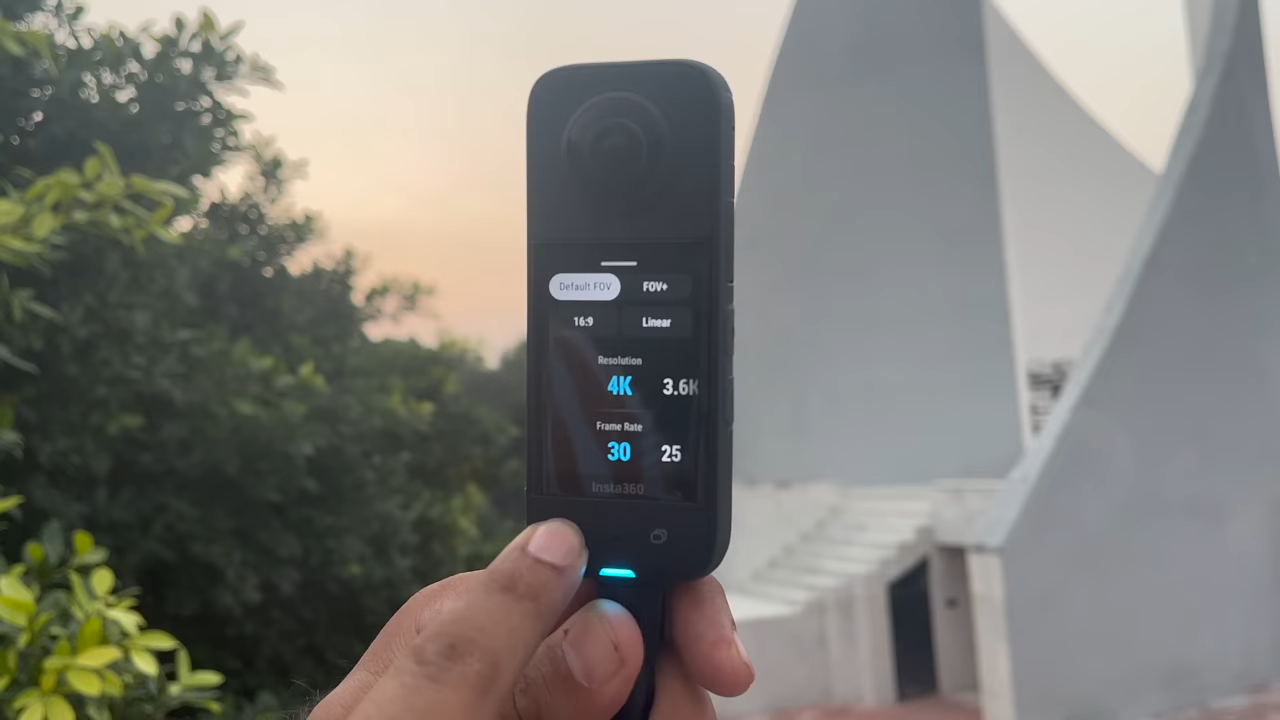 Default FOV FOV+
16:9 Linear
Resolution
4K 3.6K
Frame Rate
30 25
Insta360